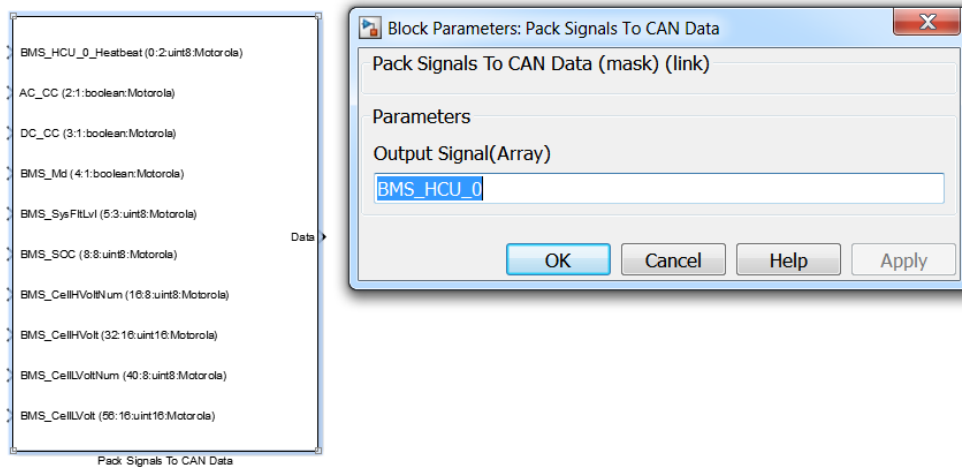 BMS_HCU_0_Heatbeat (0:2:uint8:Motorola)
AC_CC (2:1:boolean:Motorola)
DC_CC (3:1:boolean:Motorola)
BMS_Md (4:1:boolean:Motorola)
BMS_SysFltLvl (5:3:uint8:Motorola)
BMS_SOC (8:8:uint8:Motorola)
BMS_CellHVoltNum (16:8:uint8:Motorola)
BMS_CellHVolt (32:16:uint16:Motorola)
BMS_CellLVoltNum (40:8:uint8:Motorola)
BMS_CellLVolt (56:16:uint16:Motorola)
Data
Pack Signals To CAN Data
Block Parameters: Pack Signals To CAN Data
Pack Signals To CAN Data (mask) (link)
Parameters
Output Signal(Array)
BMS_HCU_0
OK Cancel Help Apply